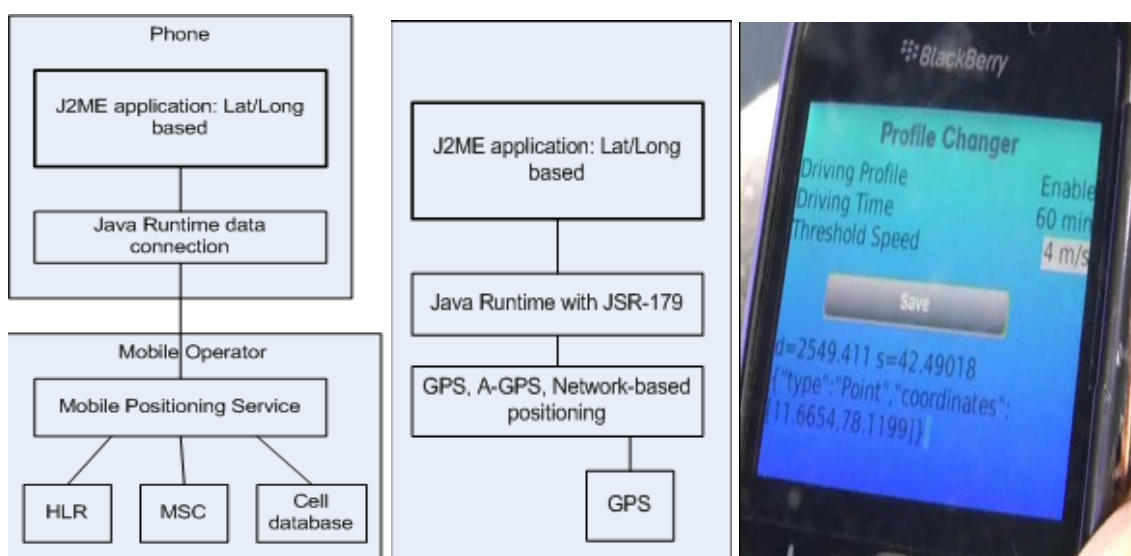 Phone
J2ME application: Lat/Long
based
Java Runtime data
connection
Mobile Operator
Mobile Positioning Service
HLR
MSC
Cell
database
J2ME application: Lat/Long
based
Java Runtime with JSR-179
GPS, A-GPS, Network-based
positioning
GPS
BlackBerry
Profile Changer
Driving Profile Enable
Driving Time 60 min
Threshold Speed 4 m/s
Save
d=2549.411 s=42.49018
{"type":"Point","coordinates":
[11.6654,78.1199]}